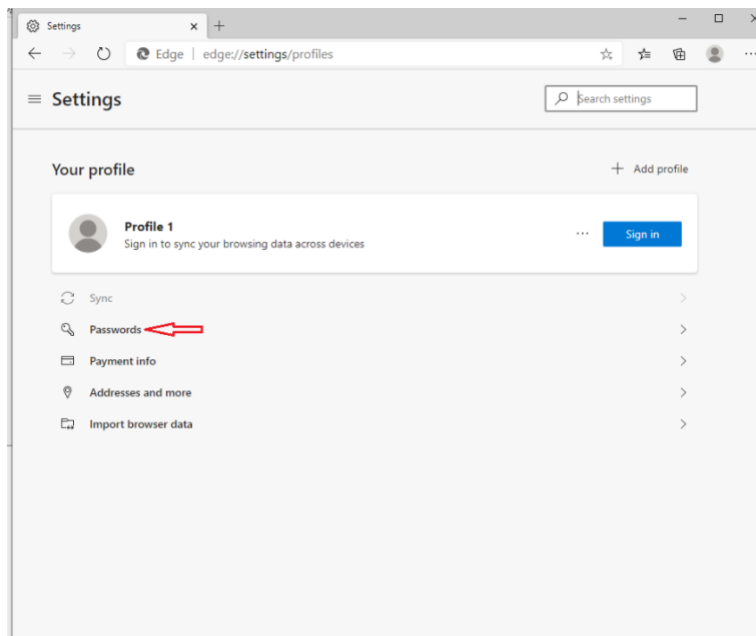 Settings
Edge | edge://settings/profiles
Settings
Search settings
Your profile
Add profile
Profile 1
Sign in to sync your browsing data across devices
Sign in
Sync
Passwords
Payment info
Addresses and more
Import browser data